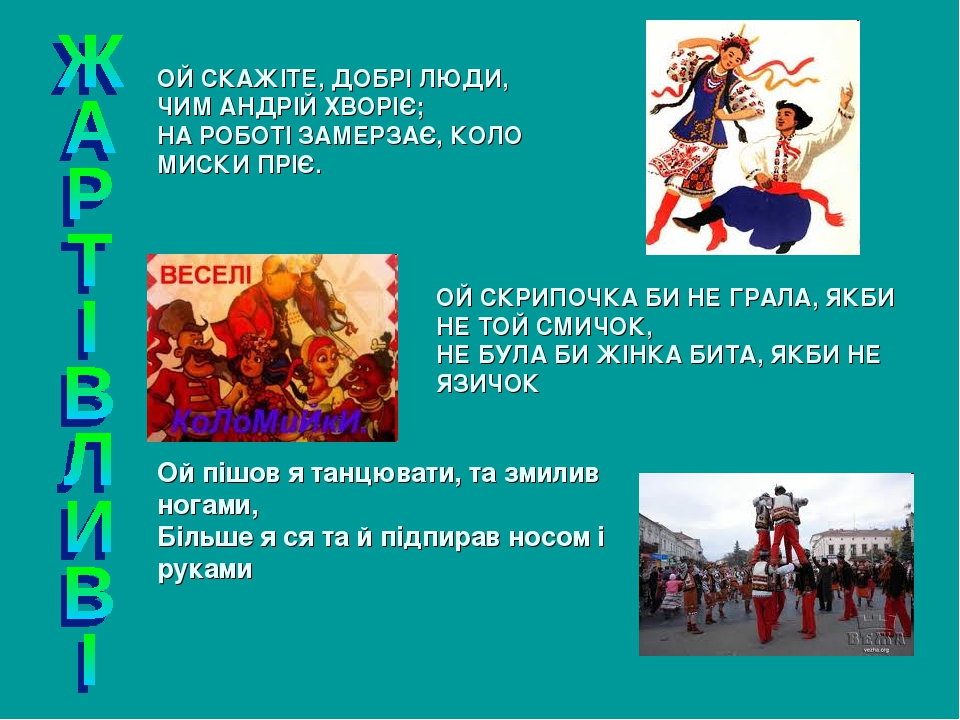 ЖАРТІВЛИВІ
ОЙ СКАЖІТЕ, ДОБРІ ЛЮДИ,
ЧИМ АНДРІЙ ХВОРІЄ;
НА РОБОТІ ЗАМЕРЗАЄ, КОЛО
МИСКИ ПРІЄ.
ВЕСЕЛІ
КоЛоМиЙкИ.
ОЙ СКРИПОЧКА БИ НЕ ГРАЛА, ЯКБИ
НЕ ТОЙ СМИЧОК,
НЕ БУЛА БИ ЖІНКА БИТА, ЯКБИ НЕ
ЯЗИЧОК
Ой пішов я танцювати, та змилив
ногами,
Більше я ся та й підпирав носом і
руками
ВЕЖА
vezha.org